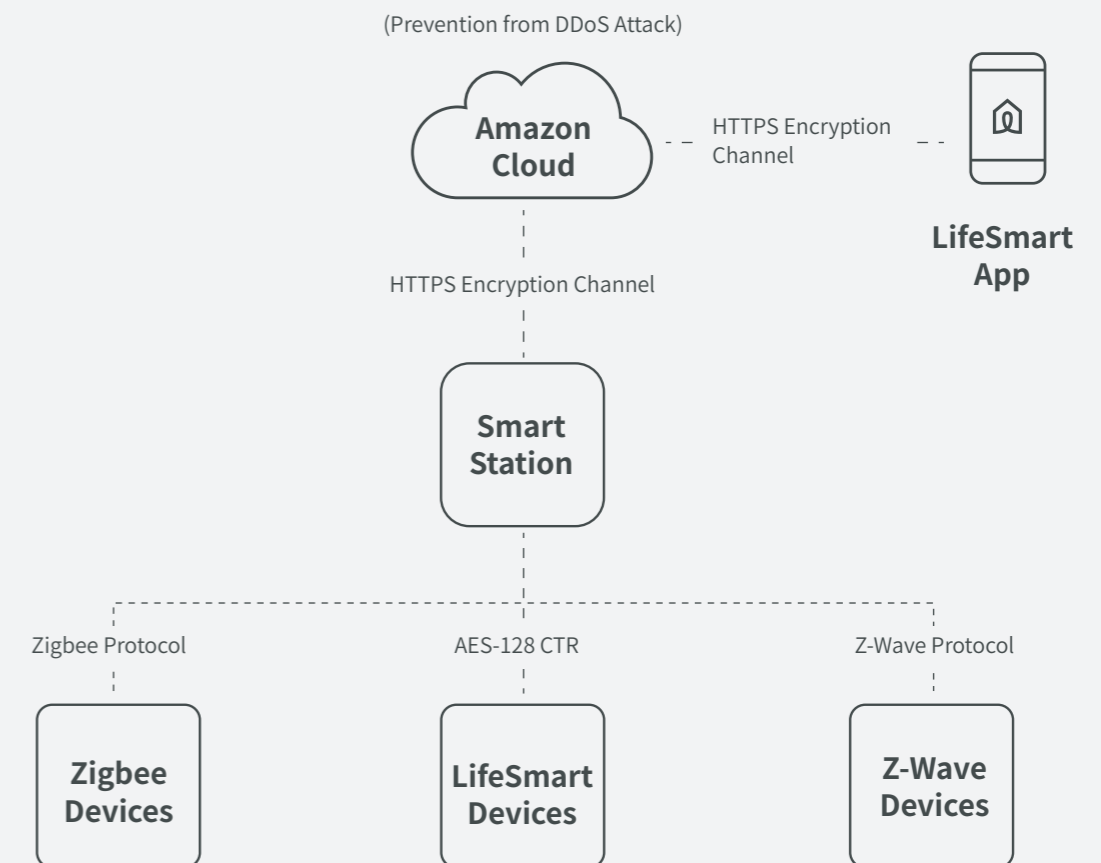 (Prevention from DDoS Attack)
Amazon
Cloud
HTTPS Encryption
Channel
LifeSmart
App
HTTPS Encryption Channel
Smart
Station
Zigbee Protocol
AES-128 CTR
Z-Wave Protocol
Zigbee
Devices
LifeSmart
Devices
Z-Wave
Devices